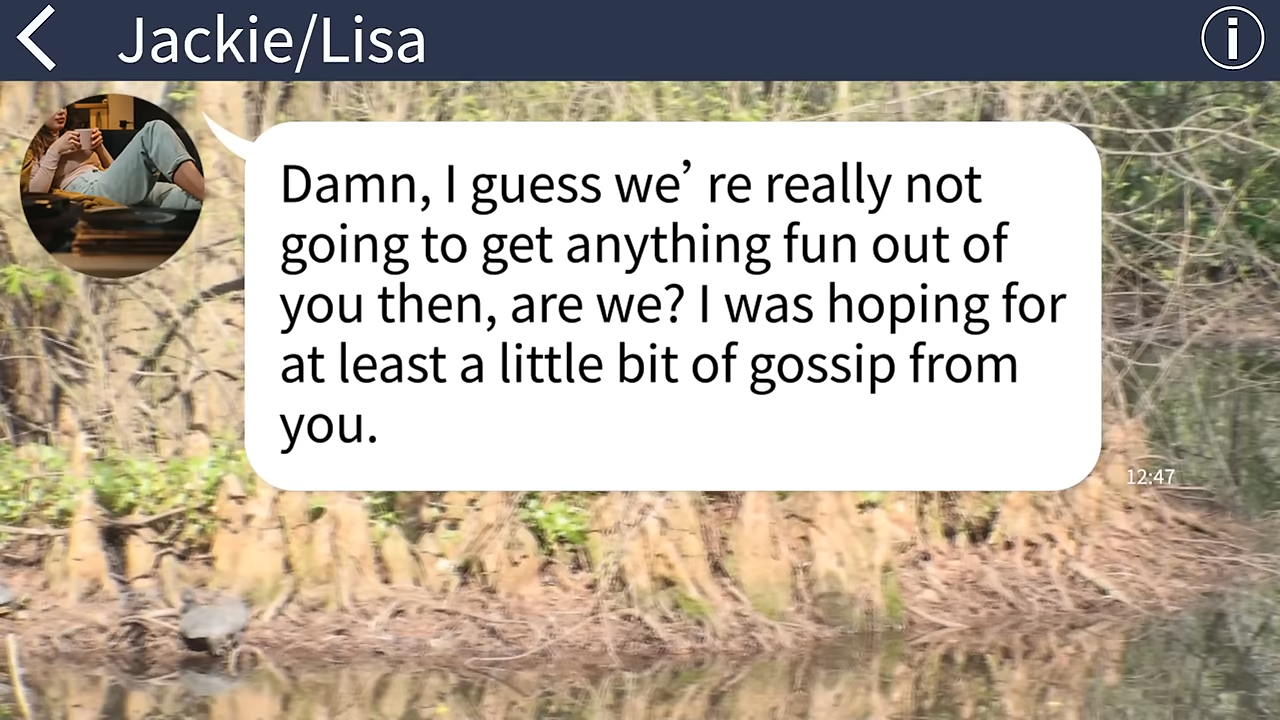 Jackie/Lisa
i
Damn, I guess we’ re really not
going to get anything fun out of
you then, are we? I was hoping for
at least a little bit of gossip from
you.
12:47